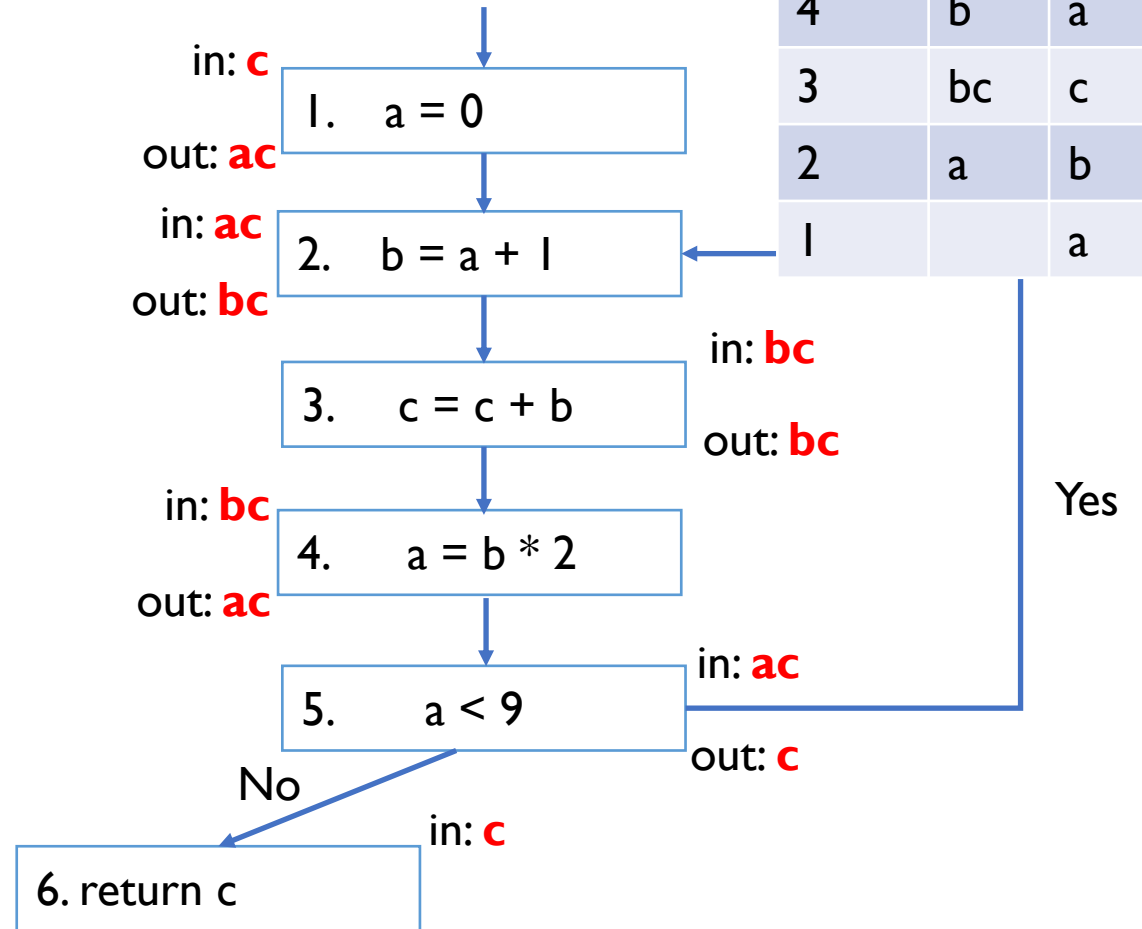 4 b a
in: c
1. a = 0
3 bc c
out: ac
2 a b
in: ac
2. b = a + 1
1 a
out: bc
in: bc
3. c = c + b
out: bc
in: bc
Yes
4. a = b * 2
out: ac
in: ac
5. a < 9
out: c
No
in: c
6. return c